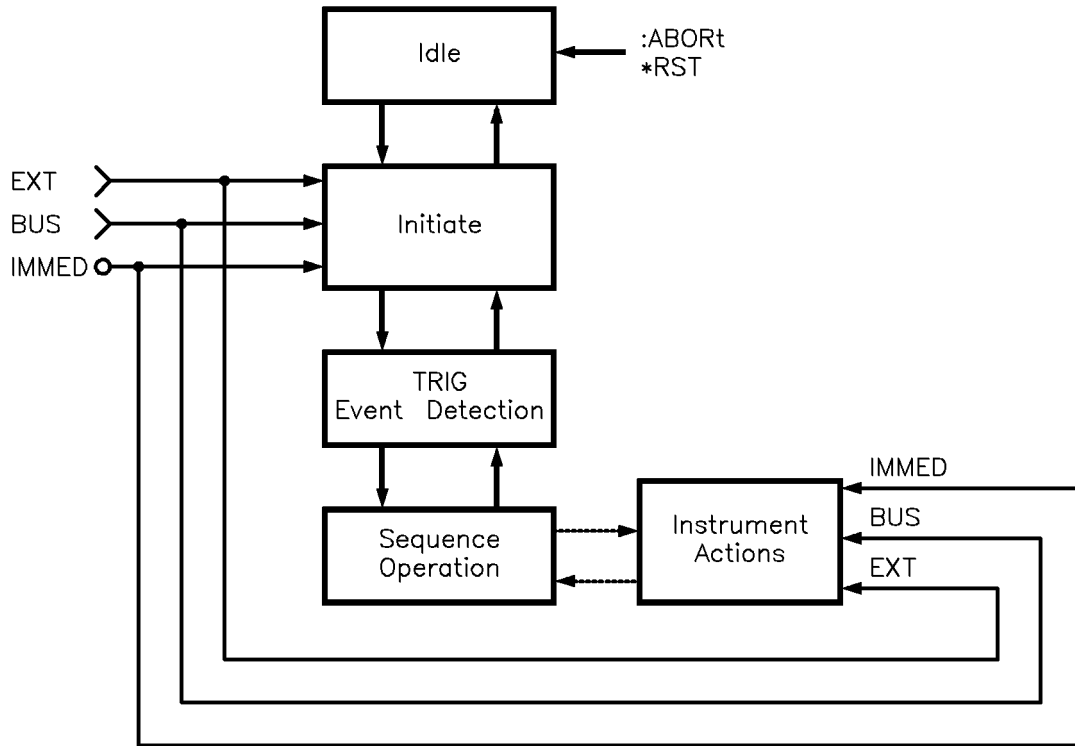 Idle
:ABORt
*RST
EXT
BUS
IMMED
Initiate
TRIG
Event Detection
Sequence
Operation
Instrument
Actions
IMMED
BUS
EXT